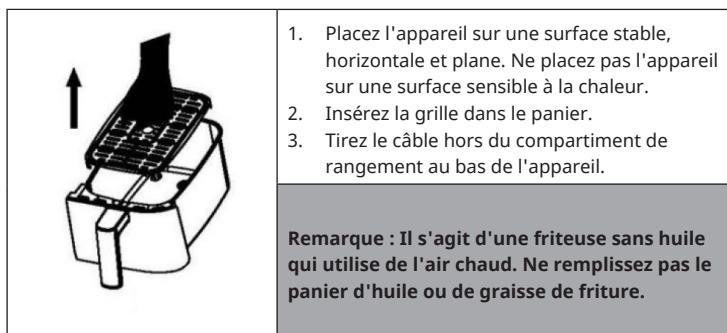 1. Placez l'appareil sur une surface stable,
horizontale et plane. Ne placez pas l'appareil
sur une surface sensible à la chaleur.
2. Insérez la grille dans le panier.
3. Tirez le câble hors du compartiment de
rangement au bas de l'appareil.
Remarque : Il s'agit d'une friteuse sans huile
qui utilise de l'air chaud. Ne remplissez pas le
panier d'huile ou de graisse de friture.